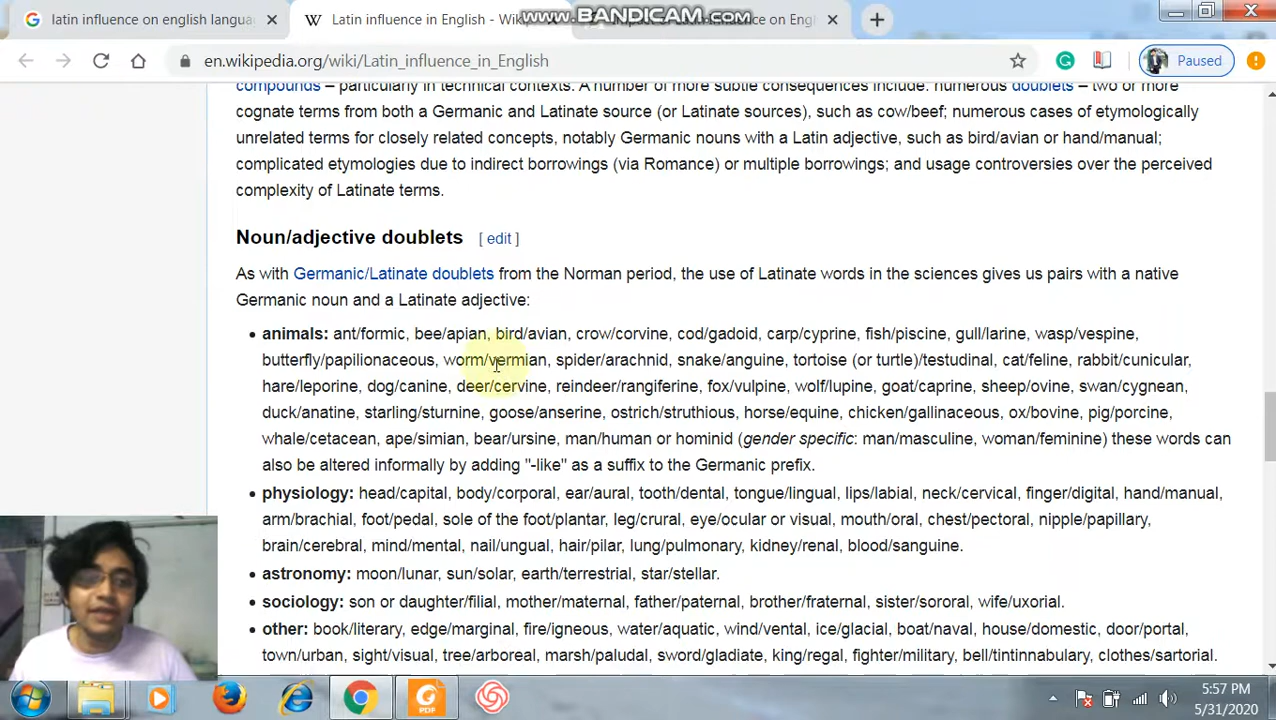 latin influence on english langua
Latin influence in English - Wiki
www.BANDICAM.com
uence on Eng
en.wikipedia.org/wiki/Latin_influence_in_English
Paused
compounds – particularly in technical contexts. A number of more subtle consequences include: numerous doublets – two or more
cognate terms from both a Germanic and Latinate source (or Latinate sources), such as cow/beef; numerous cases of etymologically
unrelated terms for closely related concepts, notably Germanic nouns with a Latin adjective, such as bird/avian or hand/manual;
complicated etymologies due to indirect borrowings (via Romance) or multiple borrowings; and usage controversies over the perceived
complexity of Latinate terms.
Noun/adjective doublets [ edit ]
As with Germanic/Latinate doublets from the Norman period, the use of Latinate words in the sciences gives us pairs with a native
Germanic noun and a Latinate adjective:
• animals: ant/formic, bee/apian, bird/avian, crow/corvine, cod/gadoid, carp/cyprine, fish/piscine, gull/larine, wasp/vespine,
butterfly/papilionaceous, worm/vermian, spider/arachnid, snake/anguine, tortoise (or turtle)/testudinal, cat/feline, rabbit/cunicular,
hare/leporine, dog/canine, deer/cervine, reindeer/rangiferine, fox/vulpine, wolf/lupine, goat/caprine, sheep/ovine, swan/cygnean,
duck/anatine, starling/sturnine, goose/anserine, ostrich/struthious, horse/equine, chicken/gallinaceous, ox/bovine, pig/porcine,
whale/cetacean, ape/simian, bear/ursine, man/human or hominid (gender specific: man/masculine, woman/feminine) these words can
also be altered informally by adding "-like" as a suffix to the Germanic prefix.
• physiology: head/capital, body/corporal, ear/aural, tooth/dental, tongue/lingual, lips/labial, neck/cervical, finger/digital, hand/manual,
arm/brachial, foot/pedal, sole of the foot/plantar, leg/crural, eye/ocular or visual, mouth/oral, chest/pectoral, nipple/papillary,
brain/cerebral, mind/mental, nail/ungual, hair/pilar, lung/pulmonary, kidney/renal, blood/sanguine.
• astronomy: moon/lunar, sun/solar, earth/terrestrial, star/stellar.
• sociology: son or daughter/filial, mother/maternal, father/paternal, brother/fraternal, sister/sororal, wife/uxorial.
• other: book/literary, edge/marginal, fire/igneous, water/aquatic, wind/vental, ice/glacial, boat/naval, house/domestic, door/portal,
town/urban, sight/visual, tree/arboreal, marsh/paludal, sword/gladiate, king/regal, fighter/military, bell/tintinnabulary, clothes/sartorial.
PDF
5:57 PM
5/31/2020